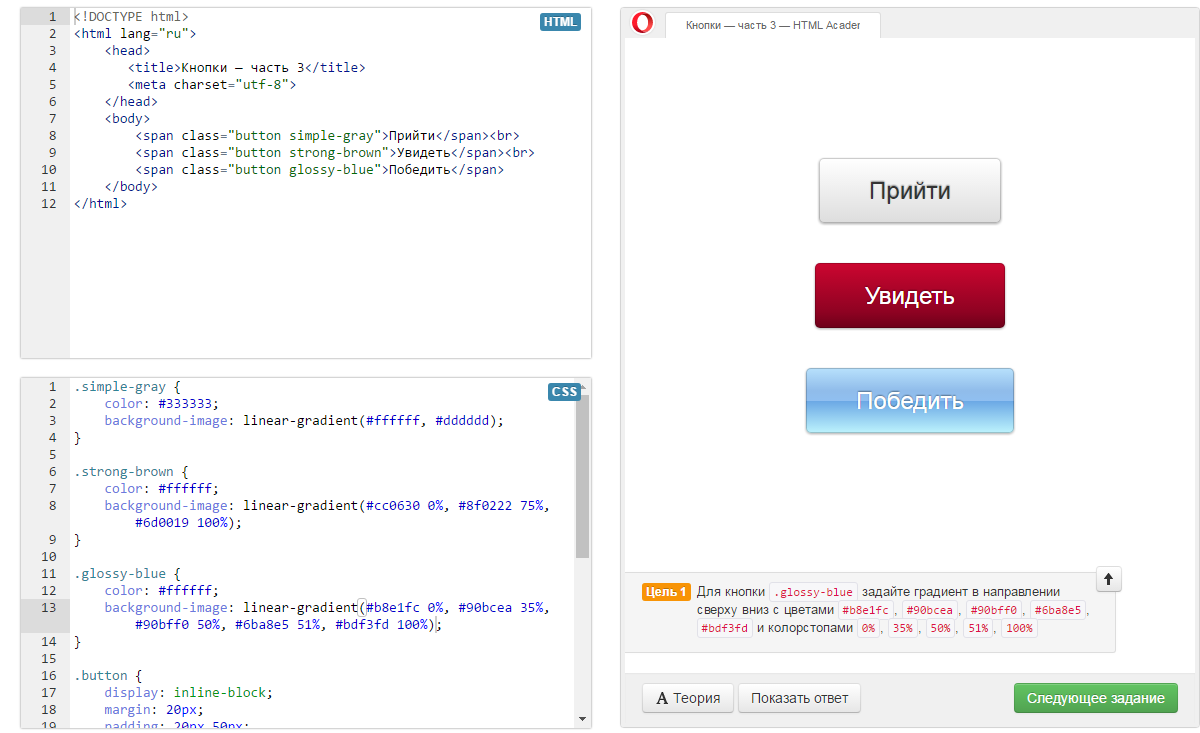 1 <!DOCTYPE html>
HTML
2 <html lang="ru">
3 <head>
4 <title>Кнопки — часть 3</title>
5 <meta charset="utf-8">
6 </head>
7 <body>
8 <span class="button simple-gray">Прийти</span><br>
9 <span class="button strong-brown">Увидеть</span><br>
10 <span class="button glossy-blue">Победить</span>
11 </body>
12 </html>
1 .simple-gray {
CSS
2 color: #333333;
3 background-image: linear-gradient(#ffffff, #dddddd);
4 }
5
6 .strong-brown {
7 color: #ffffff;
8 background-image: linear-gradient(#cc0630 0%, #8f0222 75%,
#6d0019 100%);
9 }
10
11 .glossy-blue {
12 color: #ffffff;
13 background-image: linear-gradient(#b8e1fc 0%, #90bcea 35%,
#90bff0 50%, #6ba8e5 51%, #bdf3fd 100%);
14 }
15
16 .button {
17 display: inline-block;
18 margin: 20px;
19 padding: 20px 50px;
Кнопки — часть 3 — HTML Acader
Прийти
Увидеть
Победить
Цель 1 Для кнопки .glossy-blue задайте градиент в направлении
сверху вниз с цветами #b8e1fc, #90bcea, #90bff0, #6ba8e5,
#bdf3fd и колорстопами 0%, 35%, 50%, 51%, 100%
A Теория
Показать ответ
Следующее задание